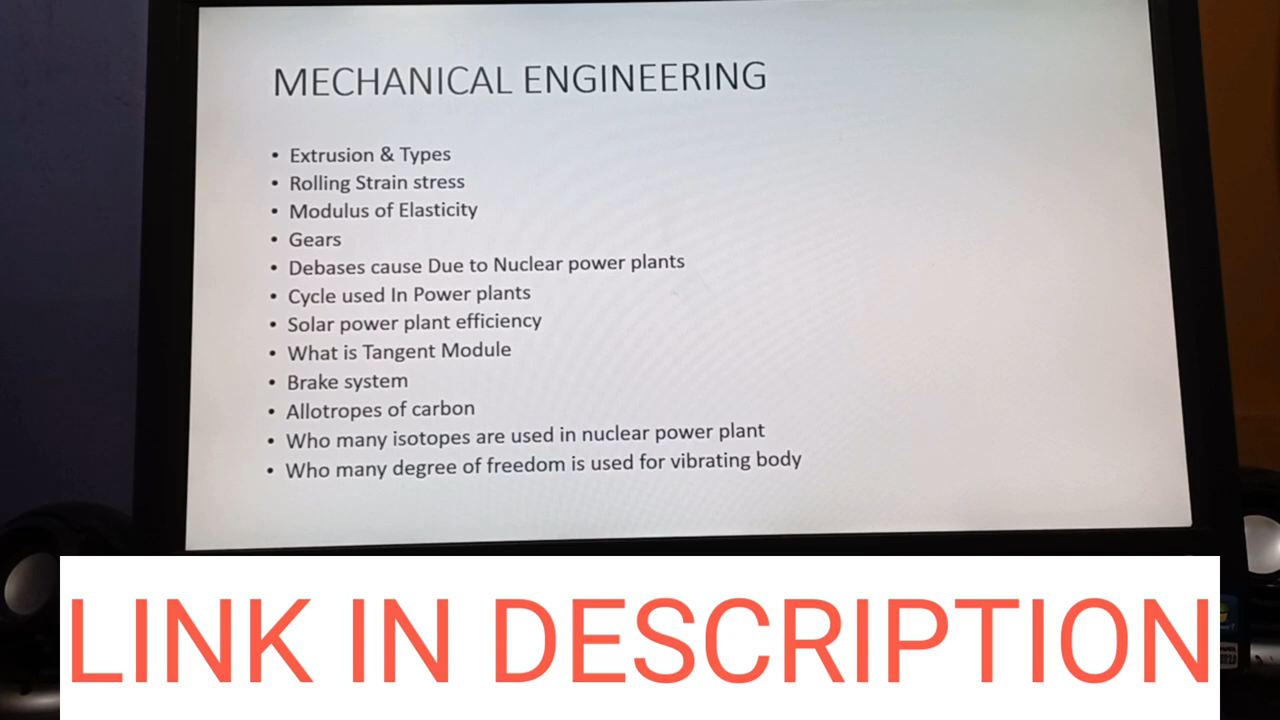 MECHANICAL ENGINEERING
• Extrusion & Types
• Rolling Strain stress
• Modulus of Elasticity
• Gears
• Debases cause Due to Nuclear power plants
• Cycle used In Power plants
• Solar power plant efficiency
• What is Tangent Module
• Brake system
• Allotropes of carbon
• Who many isotopes are used in nuclear power plant
• Who many degree of freedom is used for vibrating body
LINK IN DESCRIPTION